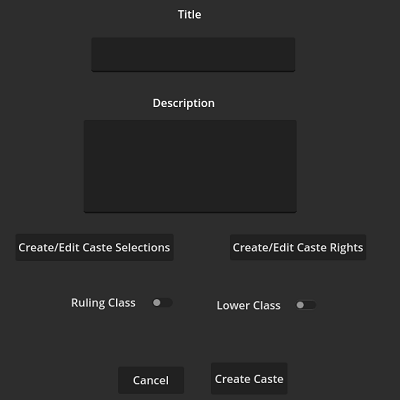 Title
Description
Create/Edit Caste Selections
Create/Edit Caste Rights
Ruling Class
Lower Class
Cancel
Create Caste